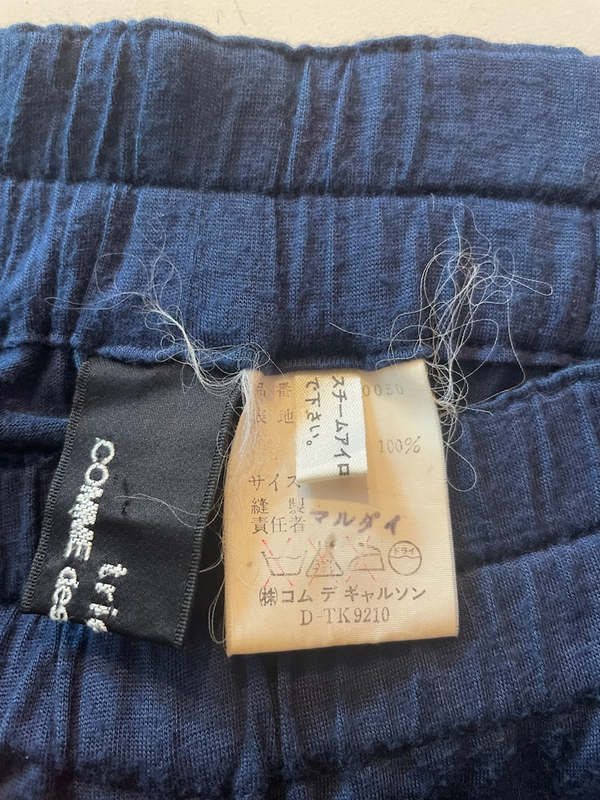 tric
COMME des
スチームアイロ
で下さい。
品番 0050
表地
100%
サイズ
縫製
責任者 マルダイ
ドライ
㈱コム デ ギャルソン
D-TK9210